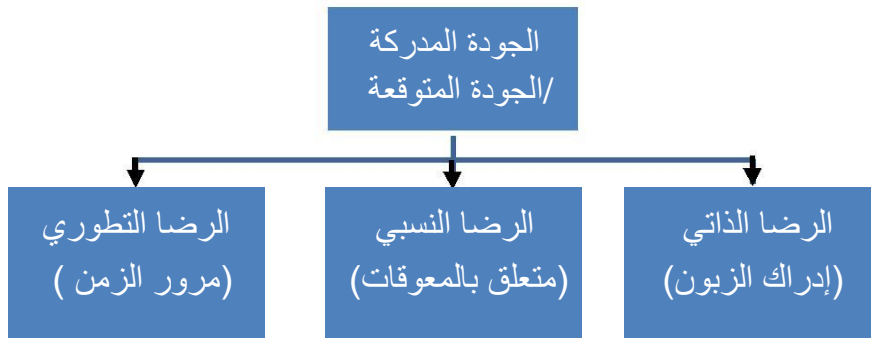 الجودة المدركة
/الجودة المتوقعة
الرضا الذاتي
(إدراك الزبون)
الرضا النسبي
(متعلق بالمعوقات)
الرضا التطوري
(مرور الزمن )